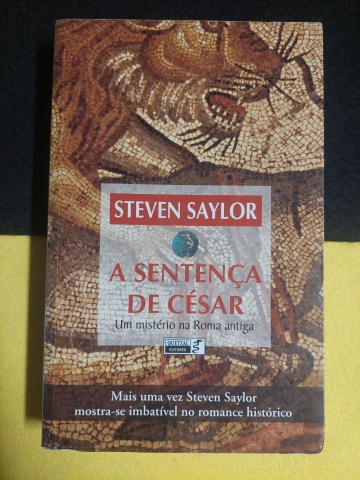 STEVEN SAYLOR
A SENTENÇA
DE CÉSAR
Um mistério na Roma antiga
QUETZAL
EDITORES
Mais uma vez Steven Saylor
mostra-se imbatível no romance histórico